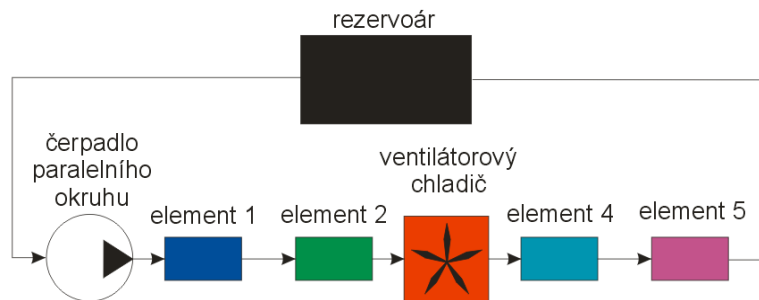 rezervoár
čerpadlo
paralelního
okruhu
element 1
element 2
ventilátorový
chladič
element 4
element 5